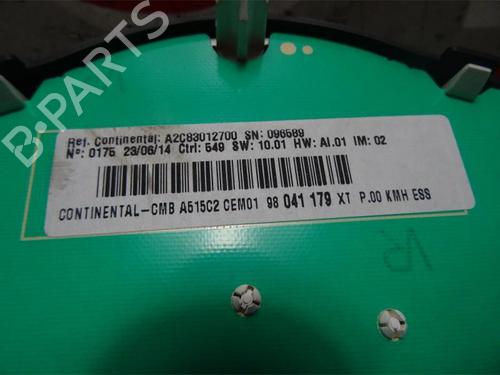 Ref. Continental: A2C83012700 SN: 096589
Nº: 0175 23/06/14 Ctrl: 549 SW: 10.01 HW: AI.01 IM: 02
CONTINENTAL-CMB A515C2 CEM01 98 041 179 XT P.00 KMH ESS
B-PARTS